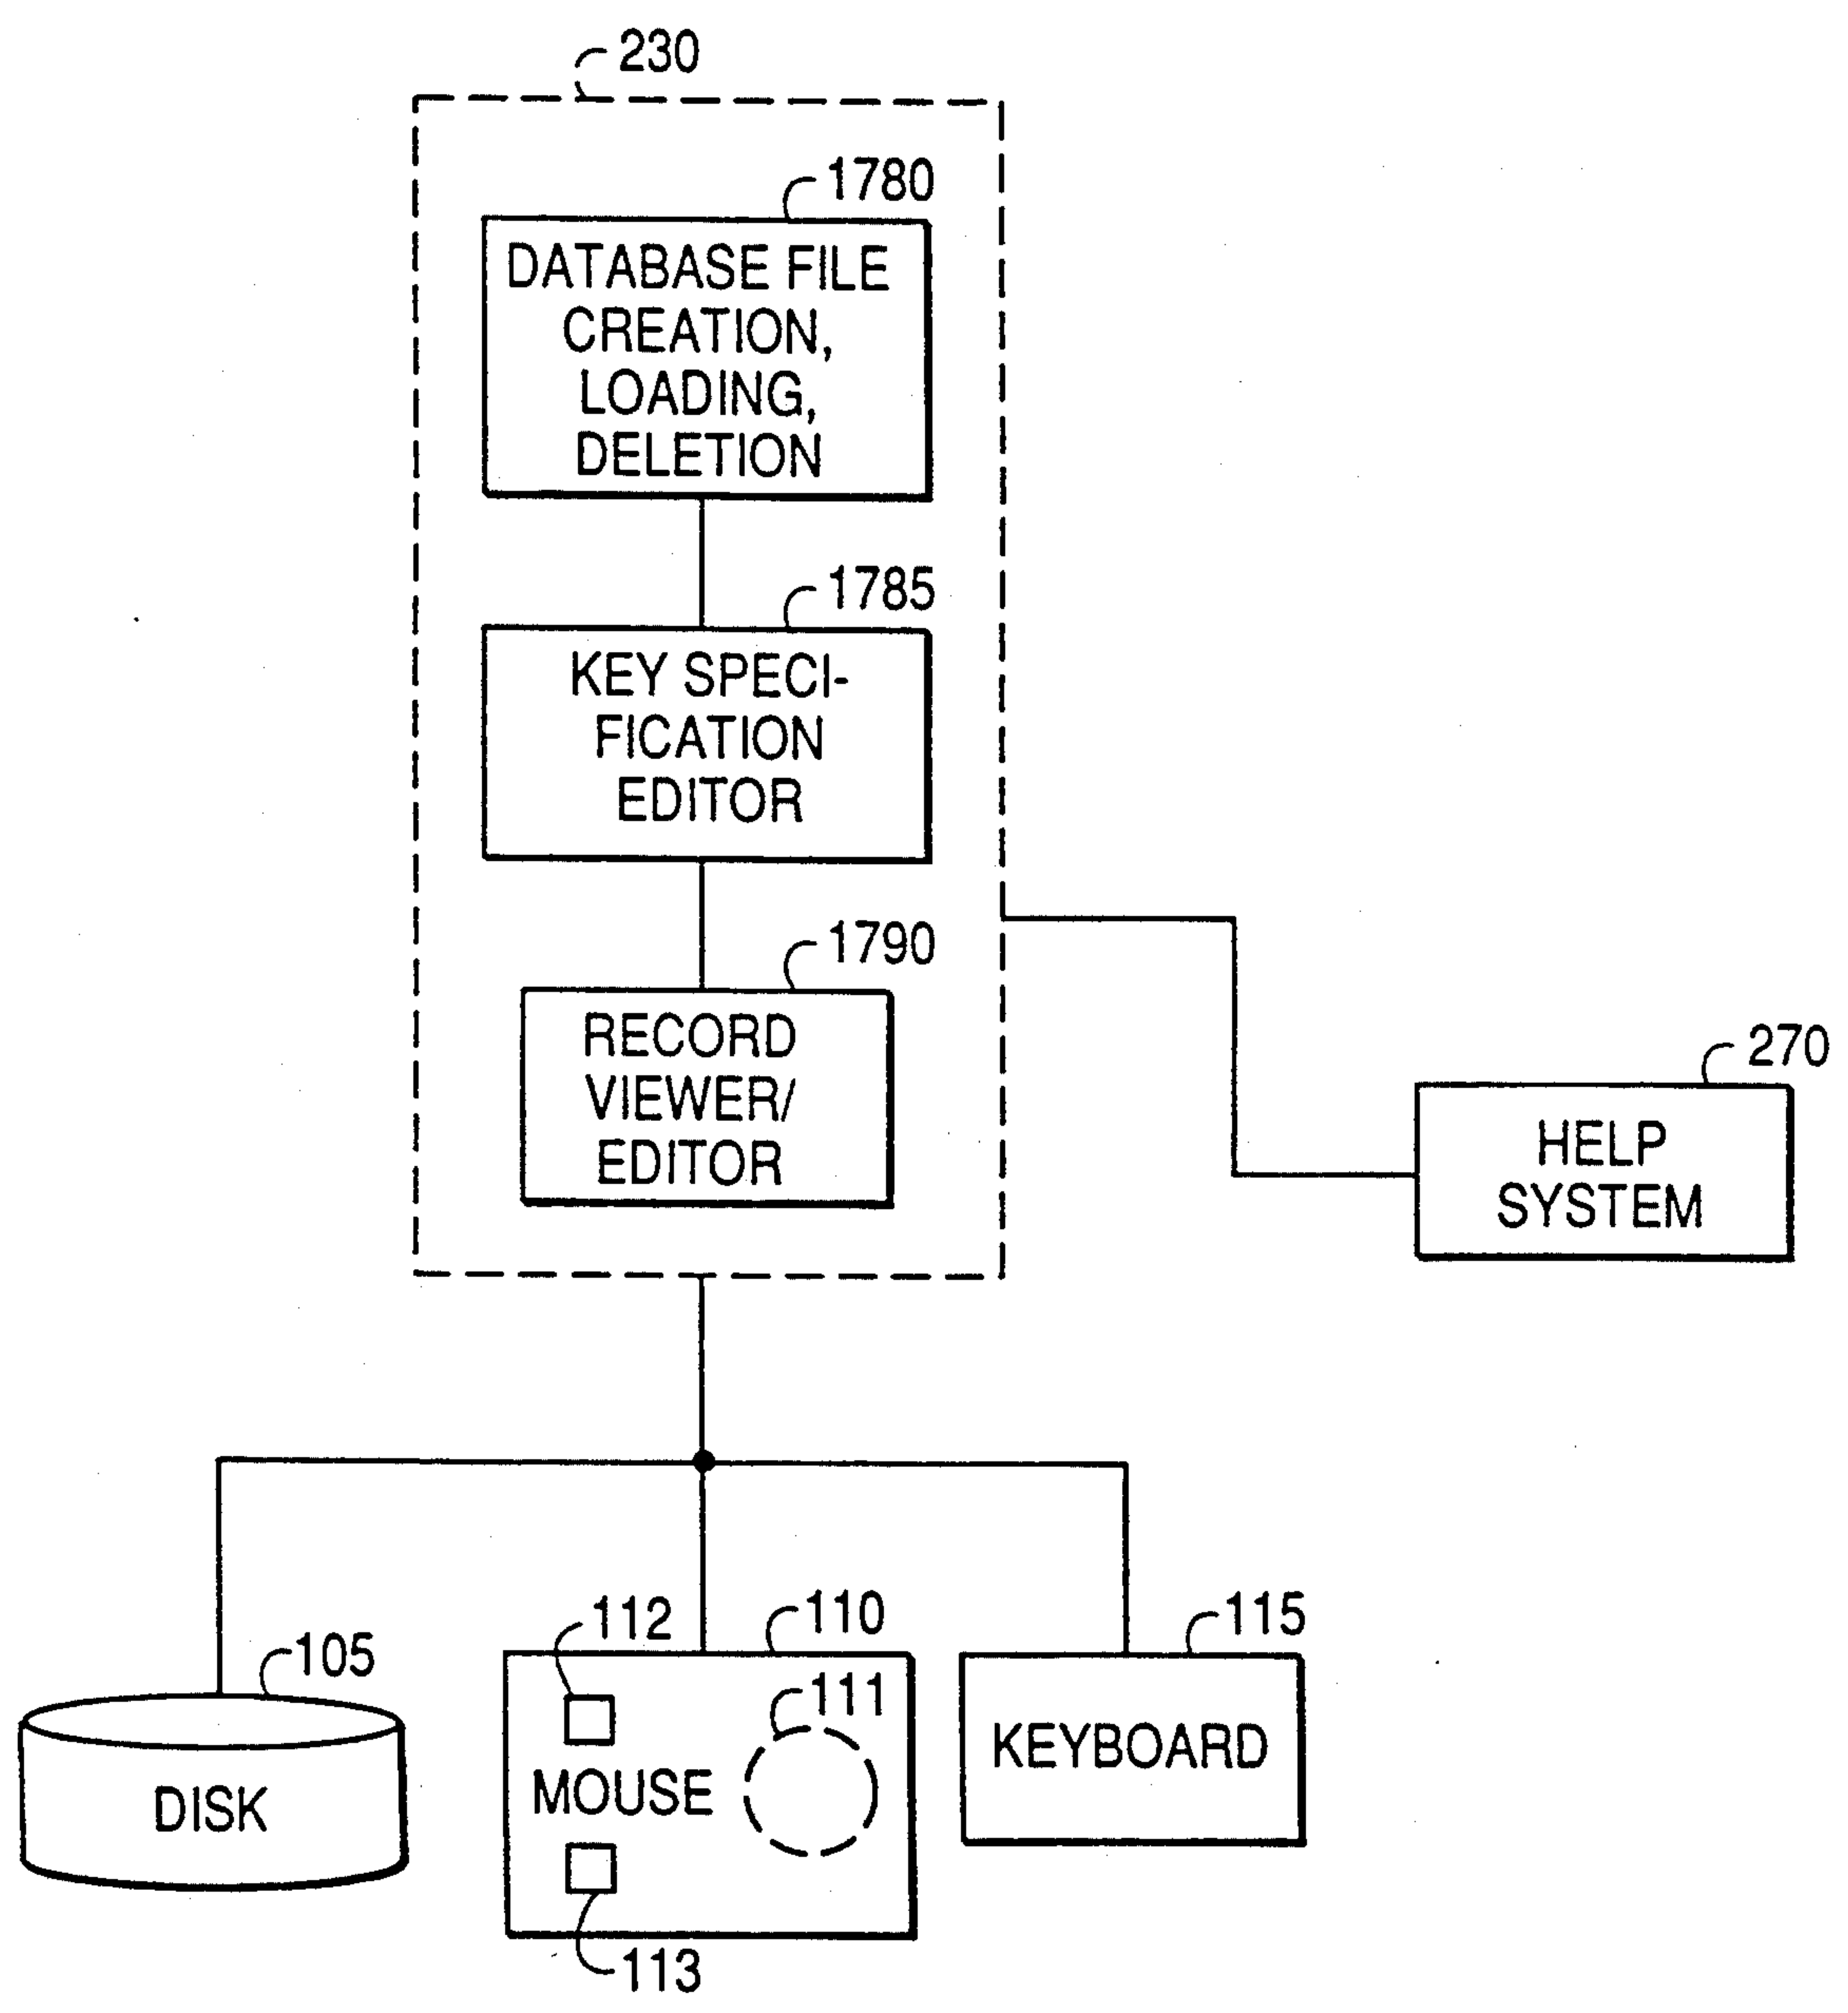 230
1780
DATABASE FILE
CREATION,
LOADING,
DELETION
1785
KEY SPECI-
FICATION
EDITOR
1790
RECORD
VIEWER/
EDITOR
270
HELP
SYSTEM
105
DISK
112
110
111
MOUSE
113
115
KEYBOARD